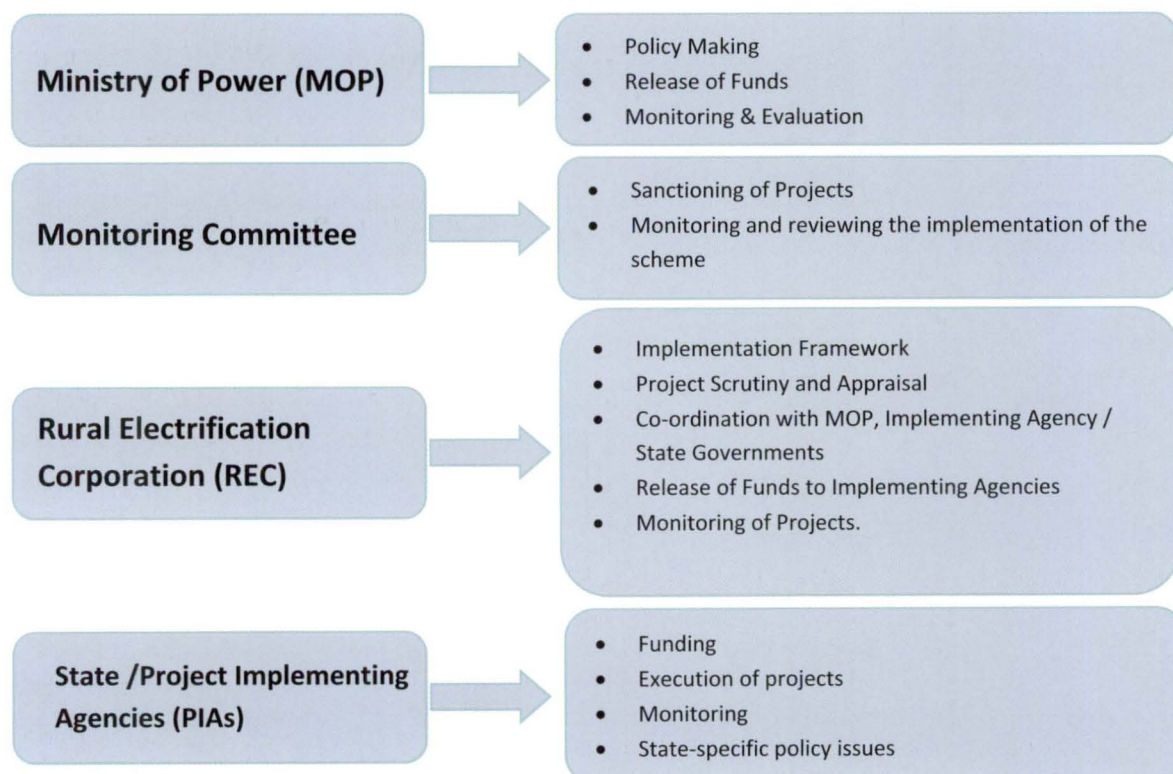 Ministry of Power (MOP)
• Policy Making
• Release of Funds
• Monitoring & Evaluation
Monitoring Committee
• Sanctioning of Projects
• Monitoring and reviewing the implementation of the
scheme
Rural Electrification
Corporation (REC)
• Implementation Framework
• Project Scrutiny and Appraisal
• Co-ordination with MOP, Implementing Agency /
State Governments
• Release of Funds to Implementing Agencies
• Monitoring of Projects.
State /Project Implementing
Agencies (PIAs)
• Funding
• Execution of projects
• Monitoring
• State-specific policy issues